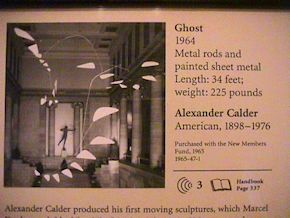 Ghost
1964
Metal rods and
painted sheet metal
Length: 34 feet;
weight: 225 pounds
Alexander Calder
American, 1898–1976
Purchased with the New Members
Fund, 1965
1965-47-1
3
Handbook
Page 337
Alexander Calder produced his first moving sculptures, which Marcel